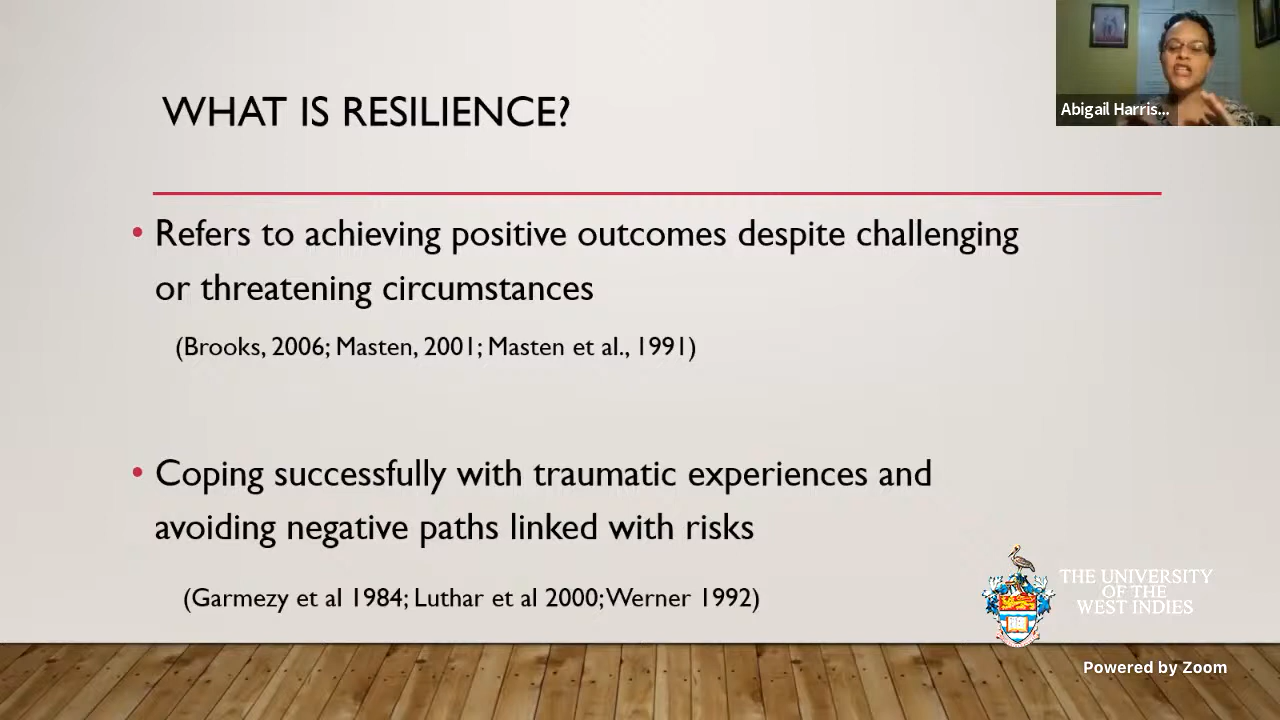 WHAT IS RESILIENCE?
Abigail Harris...
• Refers to achieving positive outcomes despite challenging
or threatening circumstances
(Brooks, 2006; Masten, 2001; Masten et al., 1991)
• Coping successfully with traumatic experiences and
avoiding negative paths linked with risks
(Garmezy et al 1984; Luthar et al 2000; Werner 1992)
THE UNIVERSITY
OF THE
WEST INDIES
Powered by Zoom